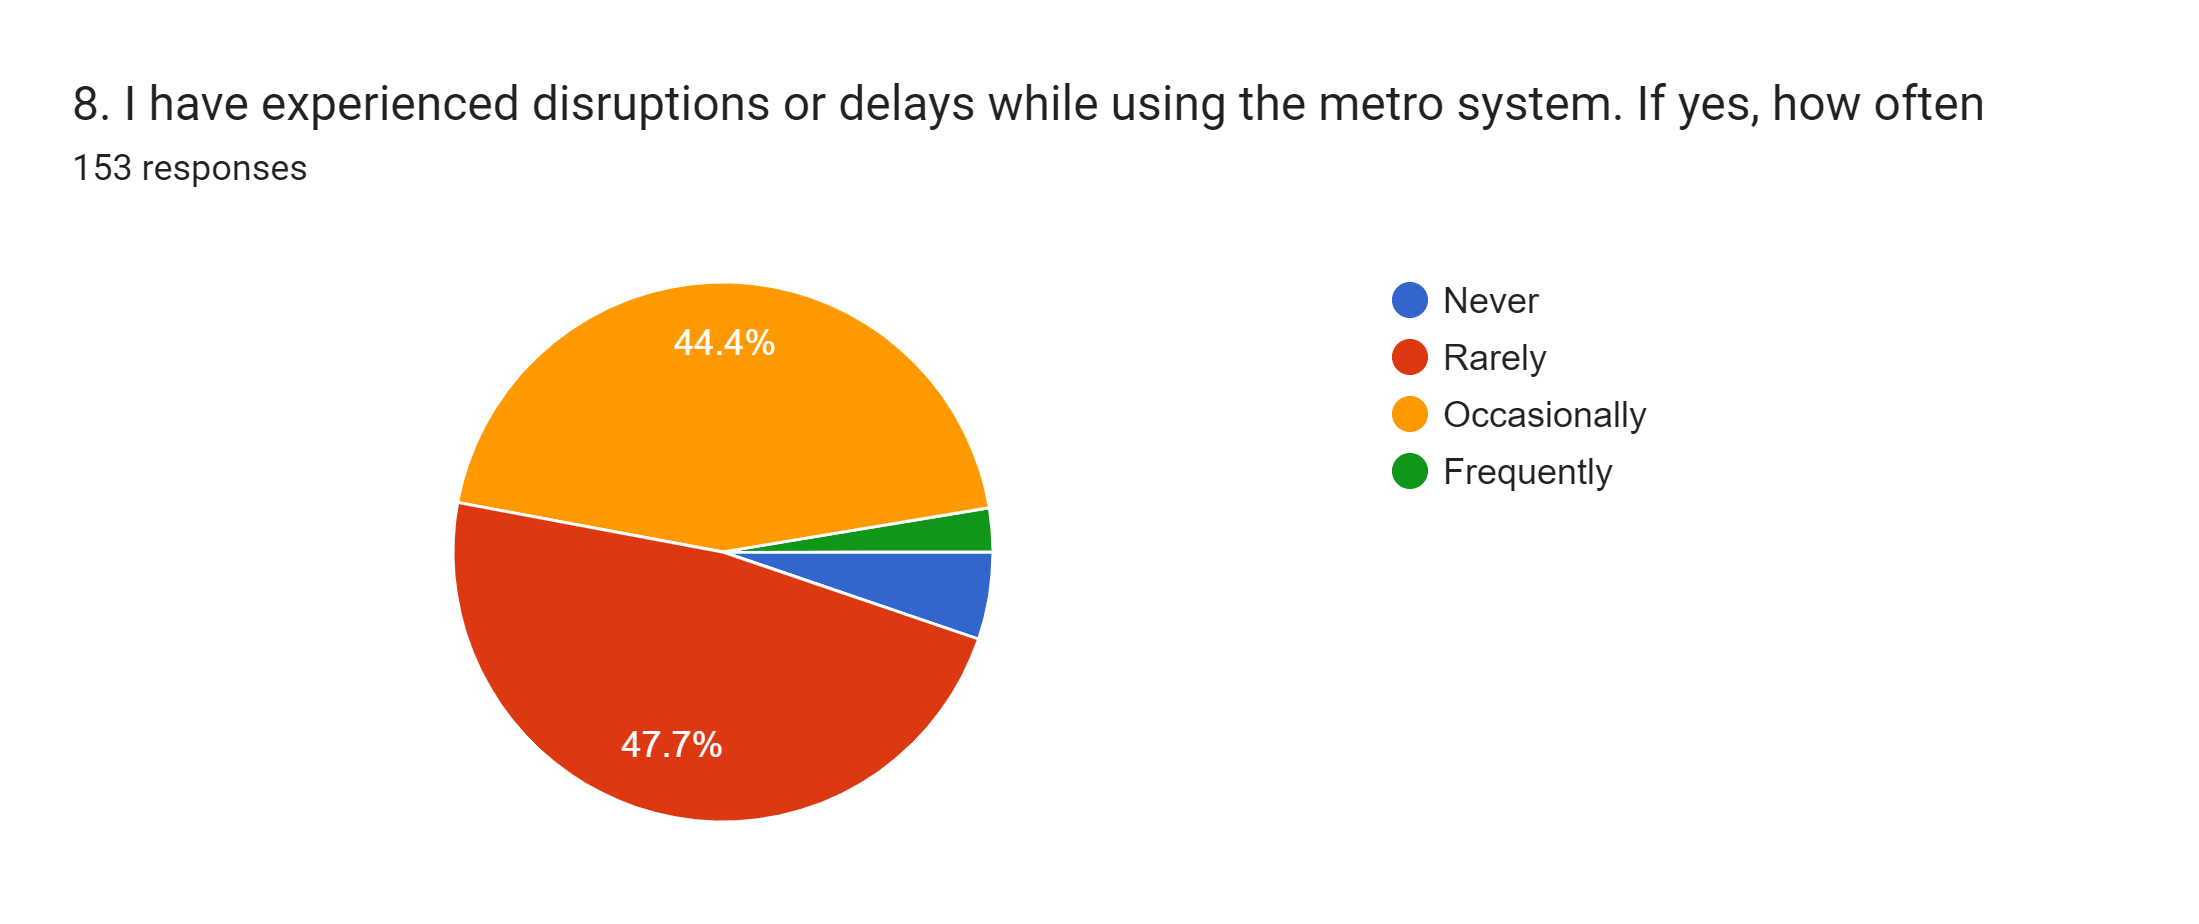 8. I have experienced disruptions or delays while using the metro system. If yes, how often
153 responses
44.4%
47.7%
Never
Rarely
Occasionally
Frequently